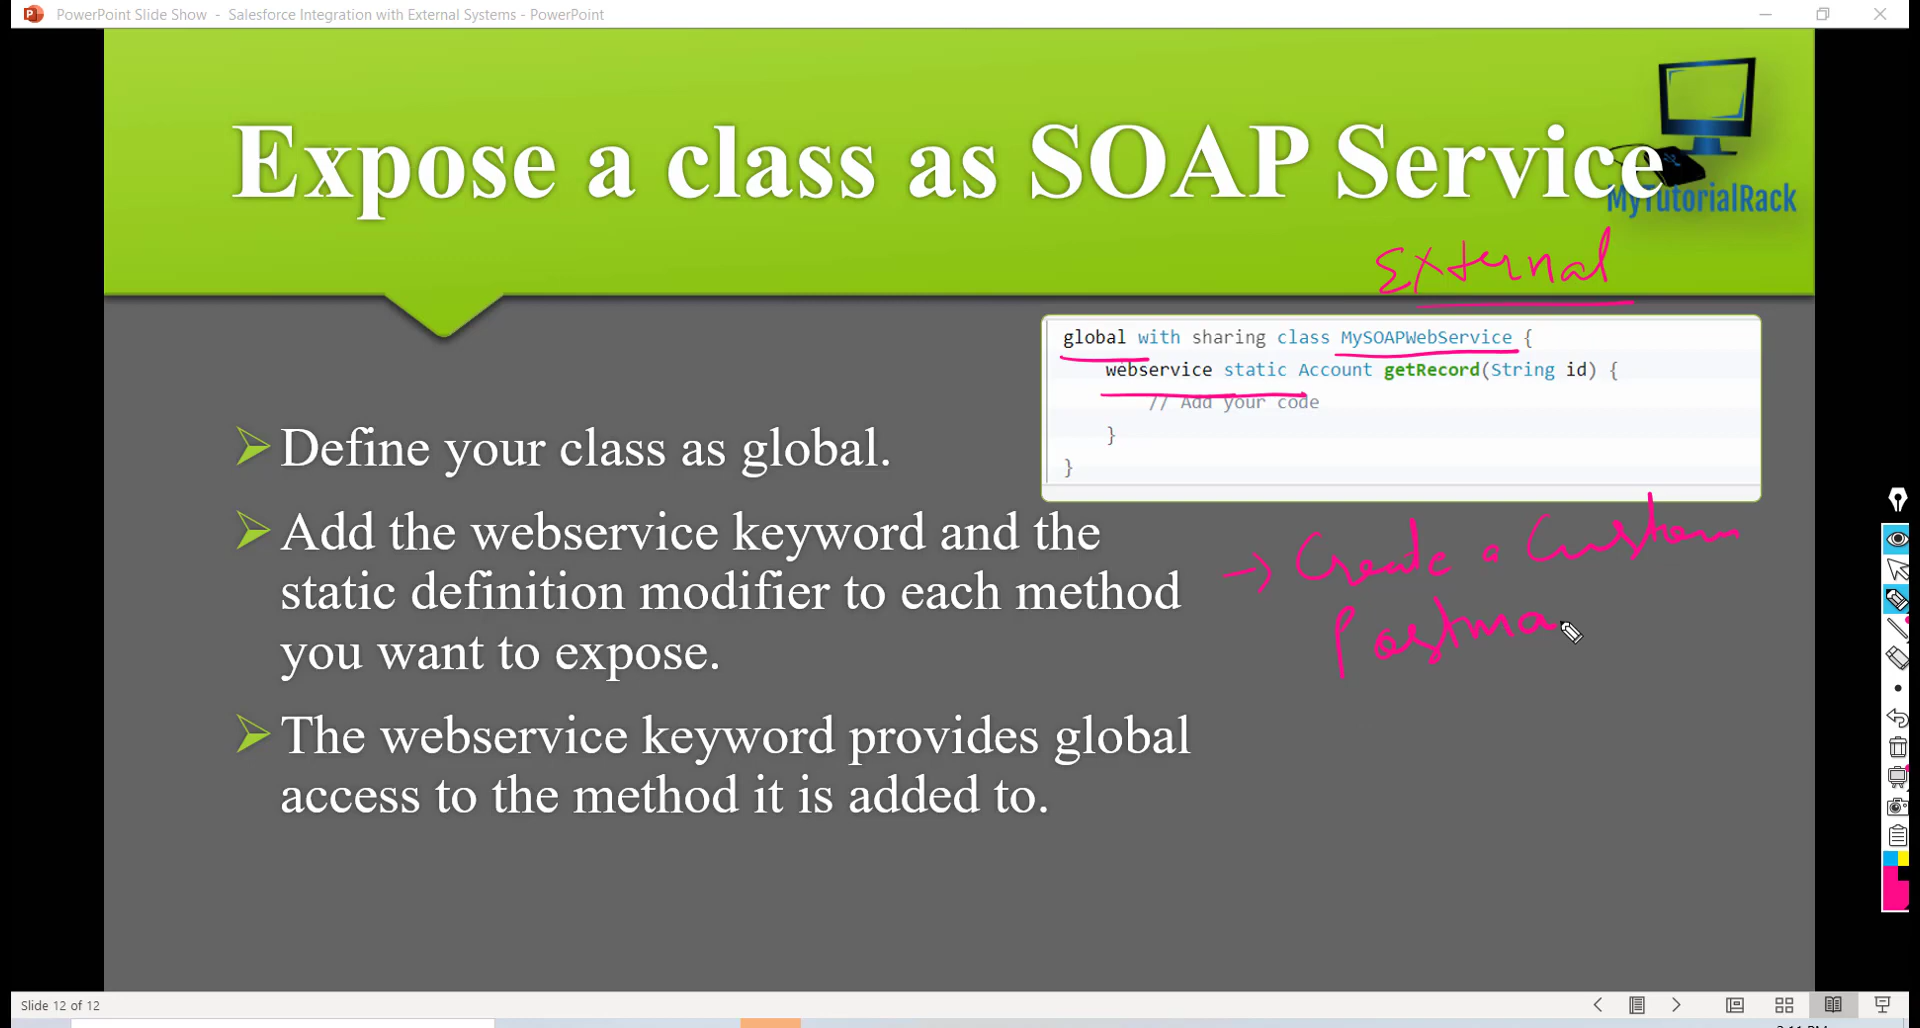 PowerPoint Slide Show - Salesforce Integration with External Systems - PowerPoint
Expose a class as SOAP Service
MyTutorialRack
External
global with sharing class MySOAPWebService {
webservice static Account getRecord(String id) {
// Add your code
}
}
Define your class as global.
Add the webservice keyword and the
static definition modifier to each method
you want to expose.
→ Create a Custom
Postma
The webservice keyword provides global
access to the method it is added to.
Slide 12 of 12